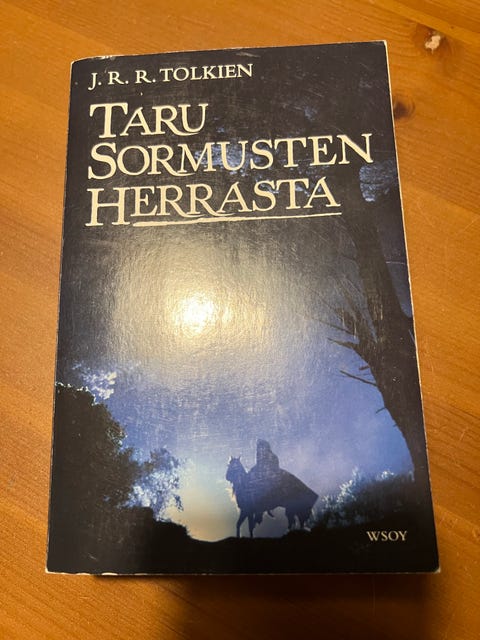 J. R. R. TOLKIEN
TARU
SORMUSTEN
HERRASTA
WSOY